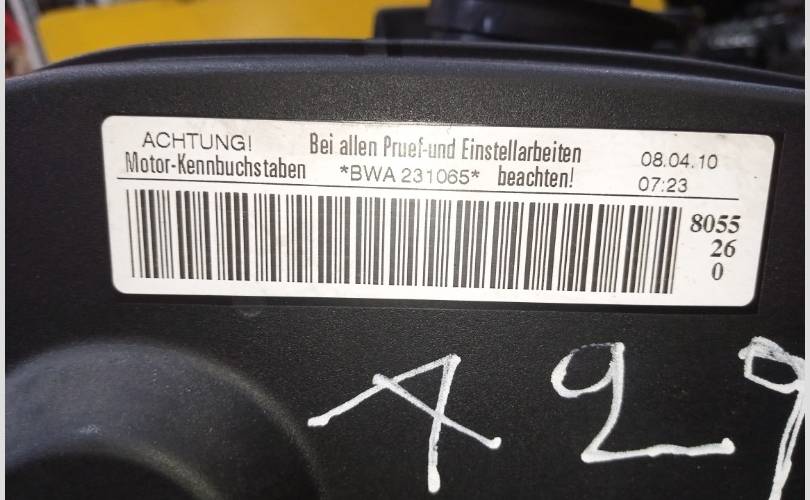 ACHTUNG! Bei allen Pruef-und Einstellarbeiten 08.04.10
Motor-Kennbuchstaben *BWA 231065* beachten! 07:23
8055
26
0